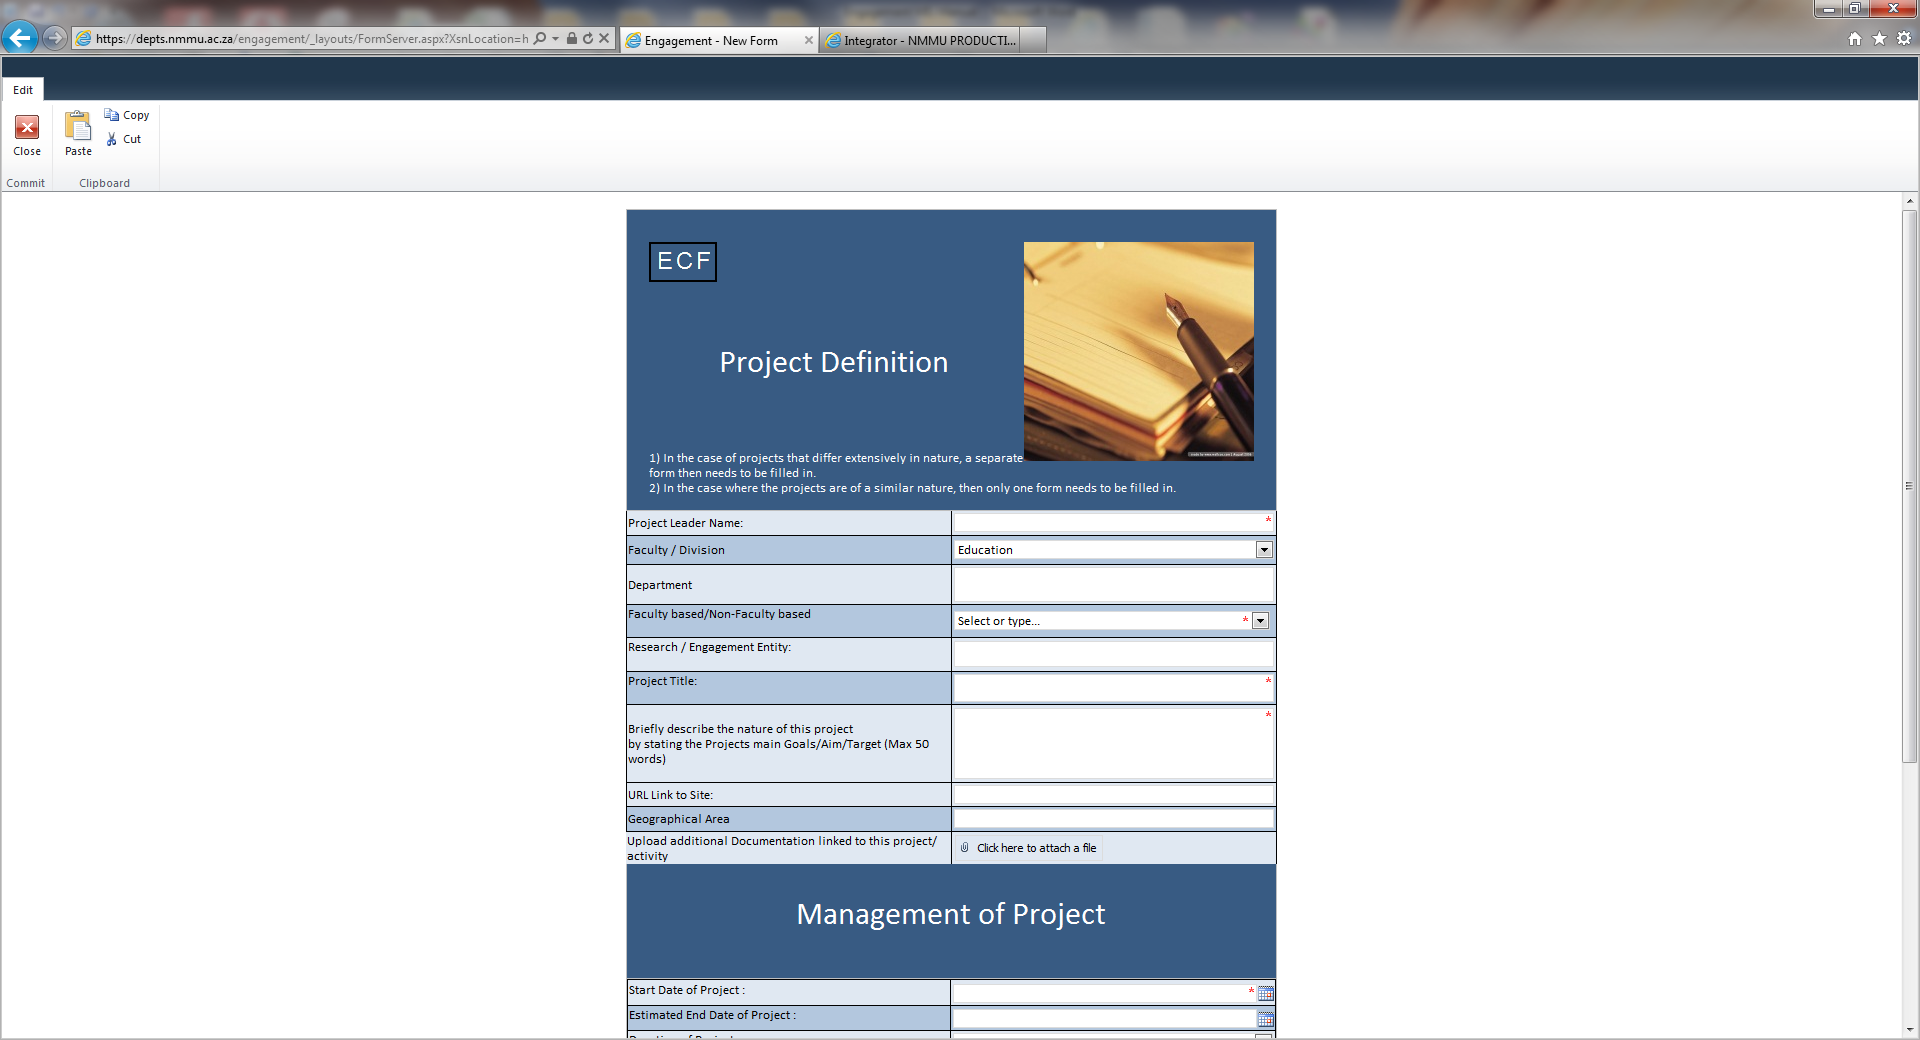 https://depts.nmmu.ac.za/engagement/_layouts/FormServer.aspx?XsnLocation=h
Engagement - New Form
Integrator - NMMU PRODUCTI...
Edit
Close
Paste
Copy
Cut
Commit
Clipboard
ECF
Project Definition
1) In the case of projects that differ extensively in nature, a separate
form then needs to be filled in.
2) In the case where the projects are of a similar nature, then only one form needs to be filled in.
Project Leader Name:
*
Faculty / Division
Education
Department
Faculty based/Non-Faculty based
Select or type...
*
Research / Engagement Entity:
Project Title:
*
Briefly describe the nature of this project
by stating the Projects main Goals/Aim/Target (Max 50
words)
*
URL Link to Site:
Geographical Area
Upload additional Documentation linked to this project/
activity
Click here to attach a file
Management of Project
Start Date of Project :
*
Estimated End Date of Project :